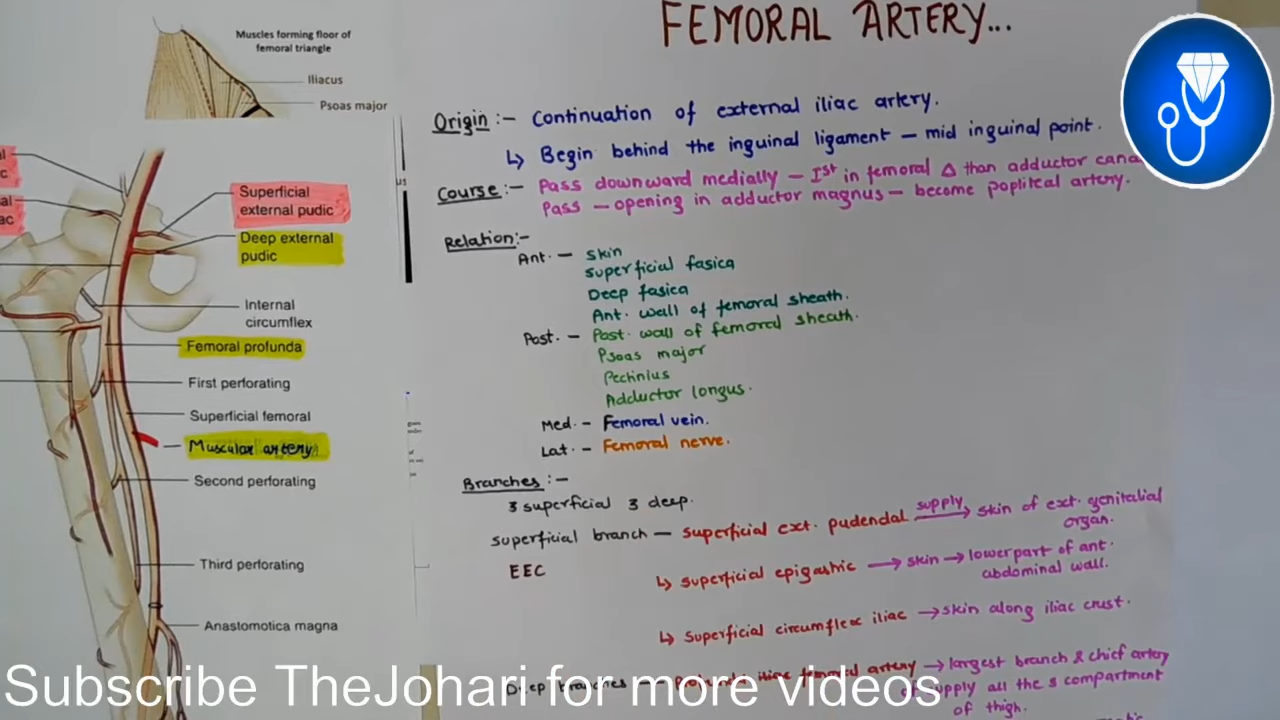 Muscles forming floor of
femoral triangle
Iliacus
Psoas major
Superficial
external pudic
Deep external
pudic
Internal
circumflex
Femoral profunda
First perforating
Superficial femoral
Muscular artery
Second perforating
Third perforating
Anastomotica magna
FEMORAL ARTERY...
Origin :- Continuation of external iliac artery.
↳ Begin behind the inguinal ligament – mid inguinal point.
Course :- Pass downward medially – Ist in femoral △ than adductor cana
Pass – opening in adductor magnus – become popliteal artery.
Relation:-
Ant. – Skin
Superficial fasica
Deep fasica
Ant. wall of femoral sheath.
Post. – Post. wall of femoral sheath.
Psoas major
Pectinius
Adductor longus.
Med. – Femoral vein.
Lat. – Femoral nerve.
Branches :-
3 superficial 3 deep.
superficial branch – superficial ext. pudendal supply → skin of ext. genitalial
organ.
EEC
↳ superficial epigastric → skin → lower part of ant.
abdominal wall.
↳ superficial circumflex iliac → skin along iliac crust.
Deep branches – femoral artery → largest branch & chief artery
of supply all the 3 compartment
of thigh.
Subscribe TheJohari for more videos